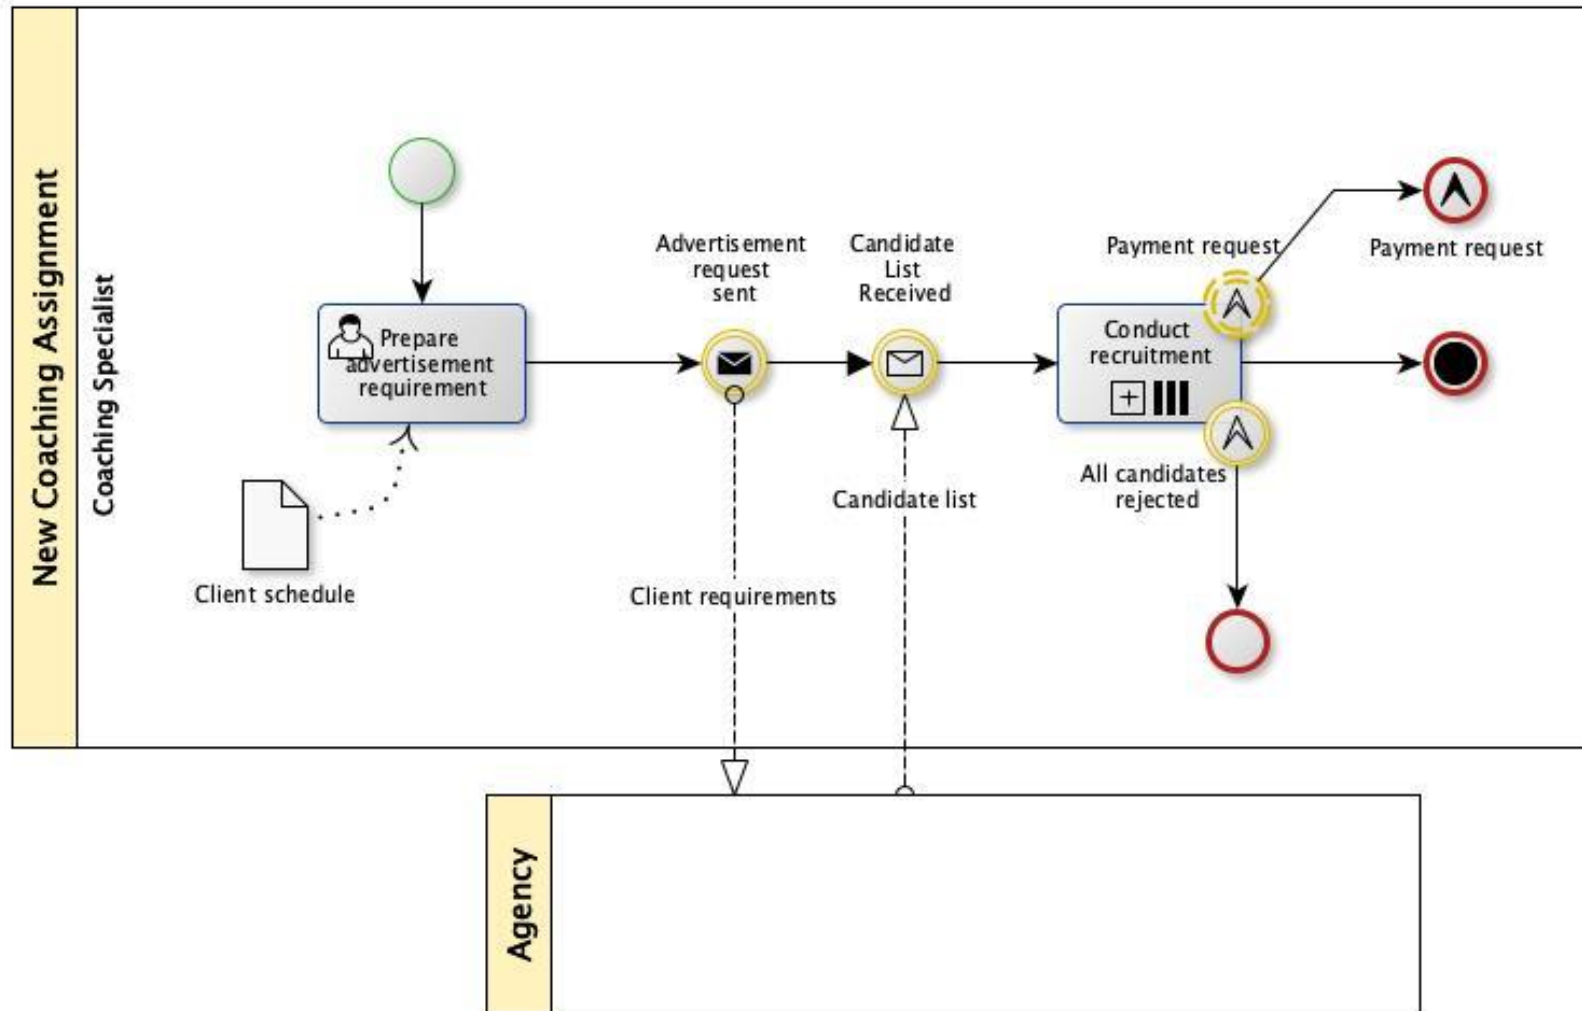 New Coaching Assignment
Coaching Specialist
Prepare
advertisement
requirement
Client schedule
Advertisement
request
sent
Candidate
List
Received
Client requirements
Candidate list
Payment request
Conduct
recruitment
All candidates
rejected
Payment request
Agency